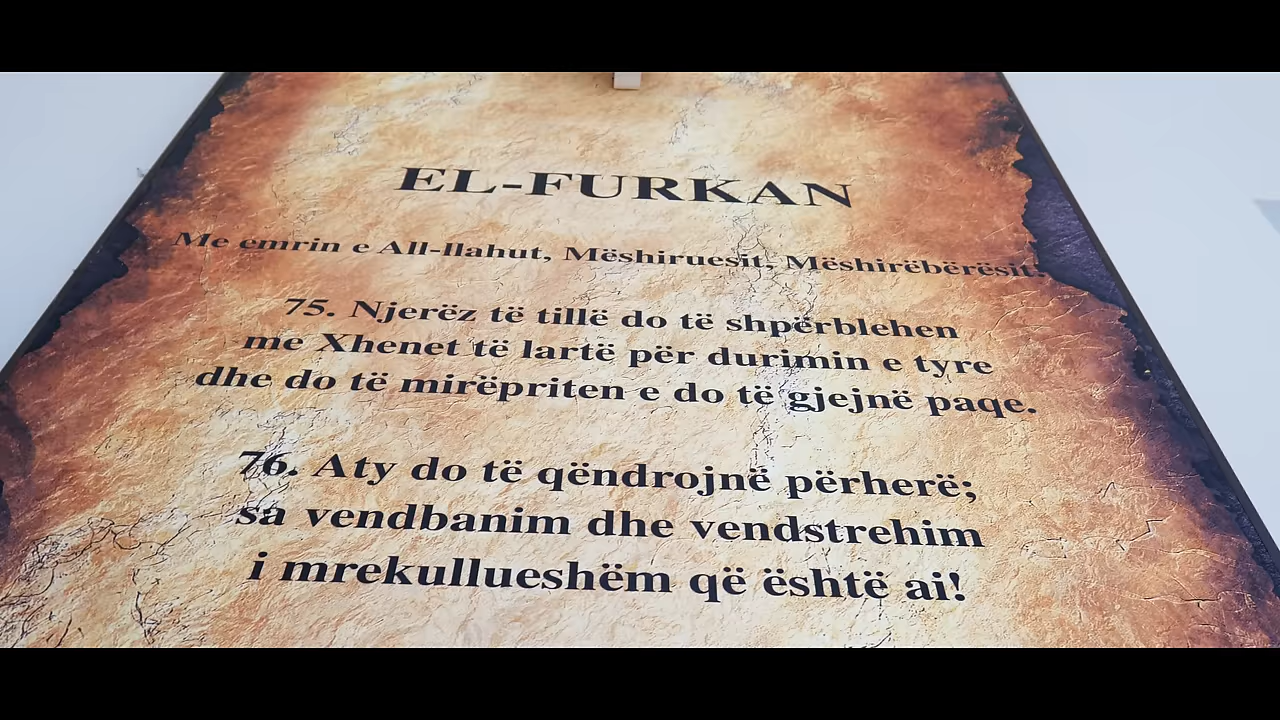 EL-FURKAN
Me emrin e All-llahut, Mëshiruesit, Mëshirëbërësit!
75. Njerëz të tillë do të shpërblehen
me Xhenet të lartë për durimin e tyre
dhe do të mirëpriten e do të gjejnë paqe.
76. Aty do të qëndrojnë përherë;
sa vendbanim dhe vendstrehim
i mrekullueshëm që është ai!